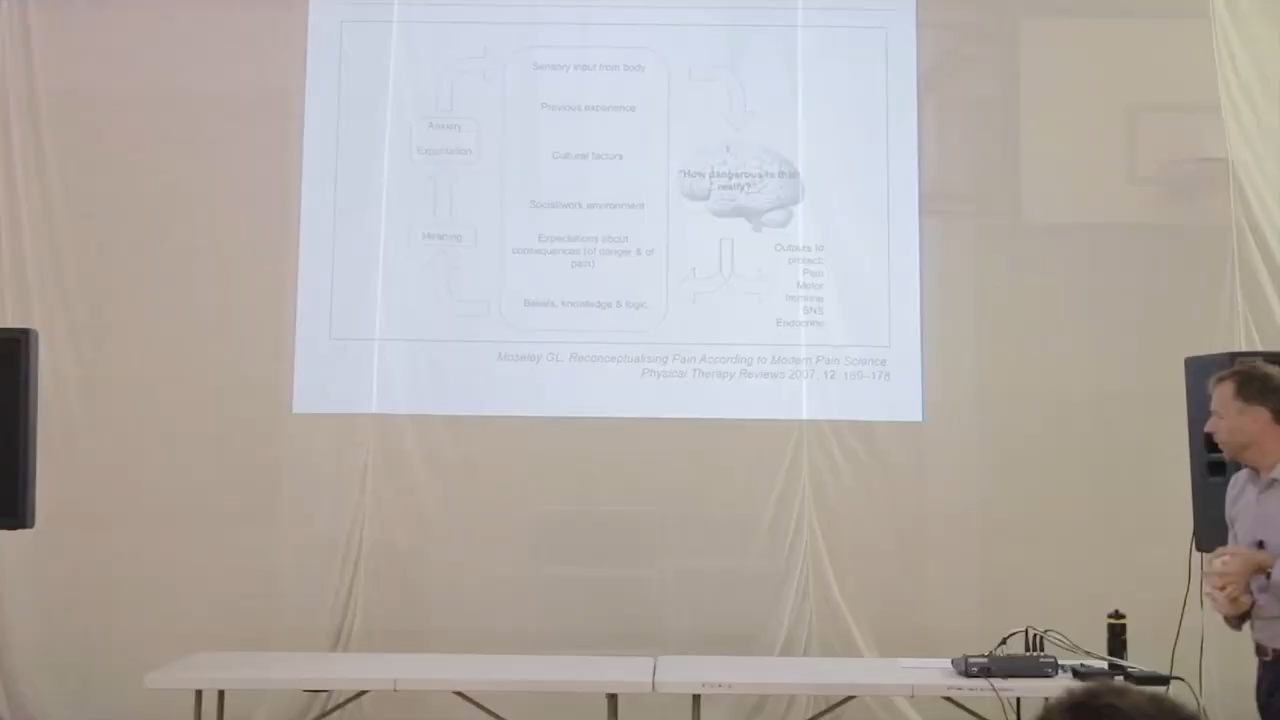 Sensory input from body
Previous experience
Anxiety
Expectation
Cultural factors
"How dangerous is this
really?"
Social/work environment
Meaning
Expectations about
consequences (of danger & of
pain)
Beliefs, knowledge & logic
Outputs to
protect:
Pain
Motor
Immune
SNS
Endocrine
Moseley GL. Reconceptualising Pain According to Modern Pain Science
Physical Therapy Reviews 2007; 12: 169–178